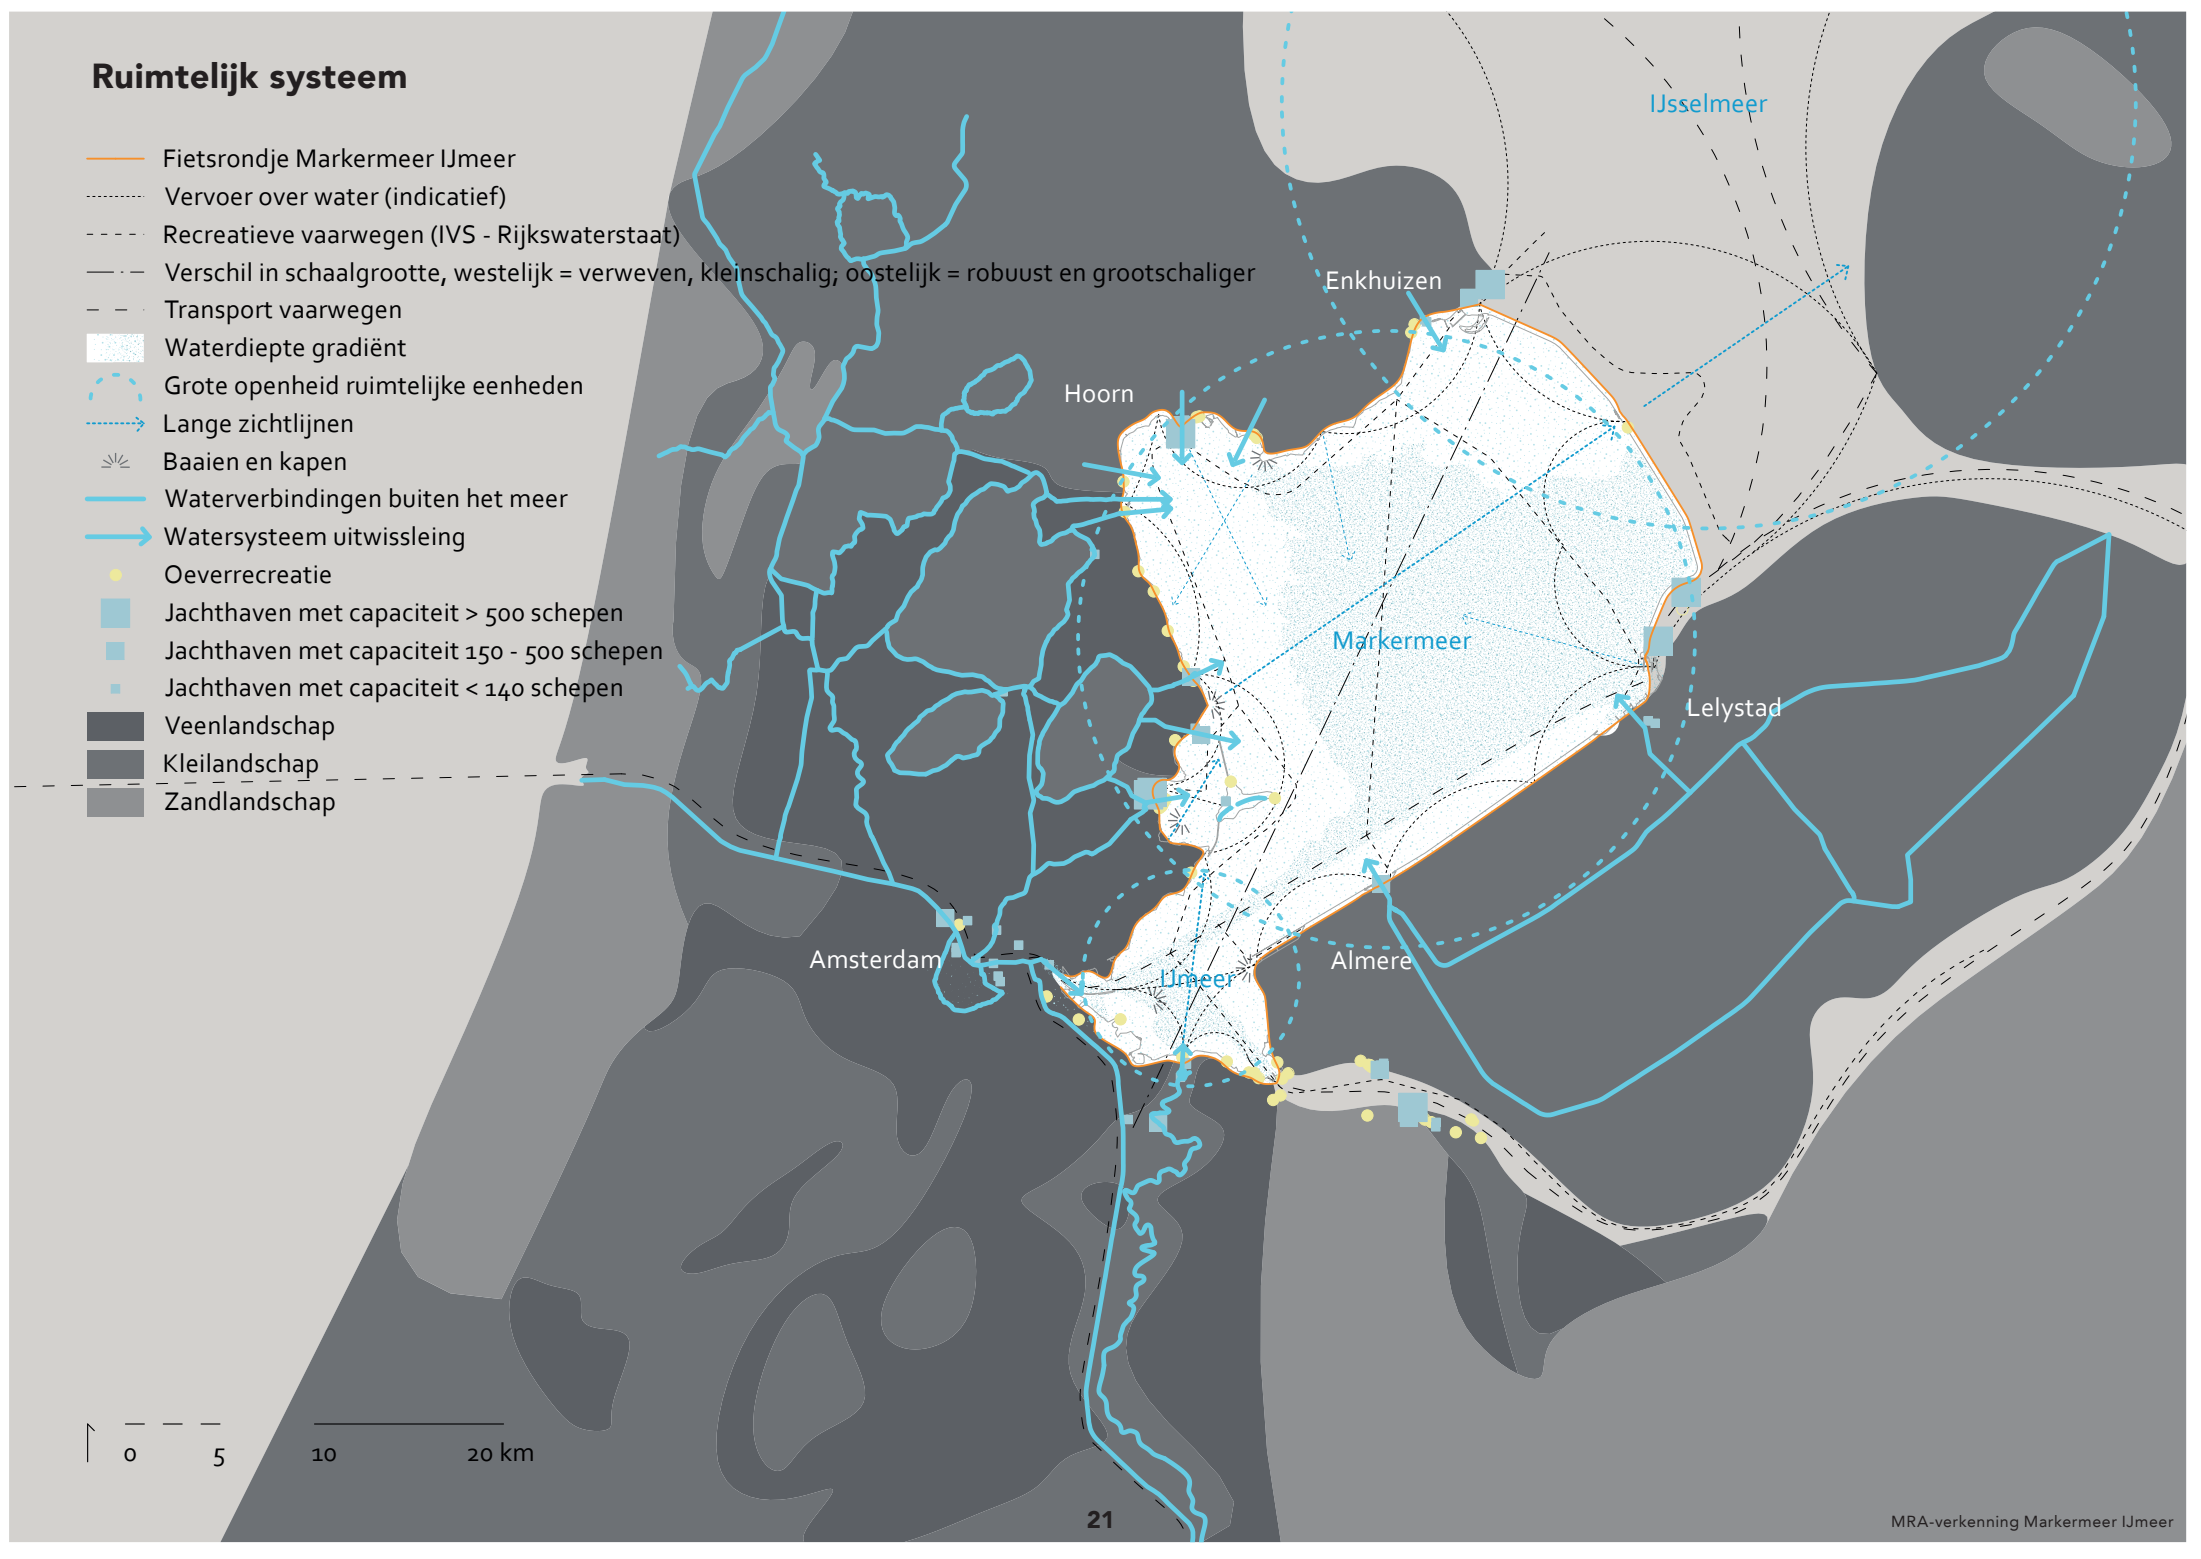 Ruimtelijk systeem
Fietsrondje Markermeer IJmeer
Vervoer over water (indicatief)
Recreatieve vaarwegen (IVS - Rijkswaterstaat)
Verschil in schaalgrootte, westelijk = verweven, kleinschalig; oostelijk = robuust en grootschaliger
Transport vaarwegen
Waterdiepte gradiënt
Grote openheid ruimtelijke eenheden
Lange zichtlijnen
Baaien en kapen
Waterverbindingen buiten het meer
Watersysteem uitwissleing
Oeverrecreatie
Jachthaven met capaciteit > 500 schepen
Jachthaven met capaciteit 150 - 500 schepen
Jachthaven met capaciteit < 140 schepen
Veenlandschap
Kleilandschap
Zandlandschap
IJsselmeer
Enkhuizen
Hoorn
Markermeer
Lelystad
Amsterdam
IJmeer
Almere
0 5 10 20 km
21
MRA-verkenning Markermeer IJmeer